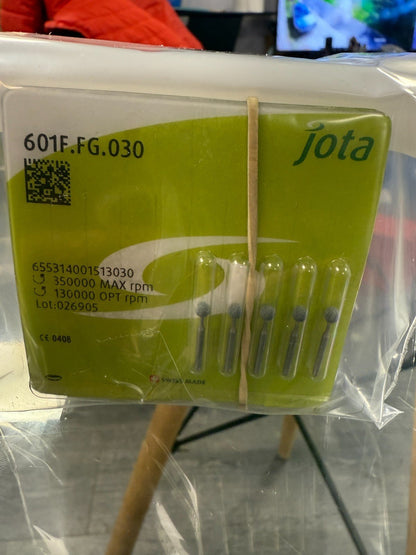 601F.FG.030
jota
655314001513030
350000 MAX rpm
130000 OPT rpm
Lot:026905
CE 0408
SWISS MADE